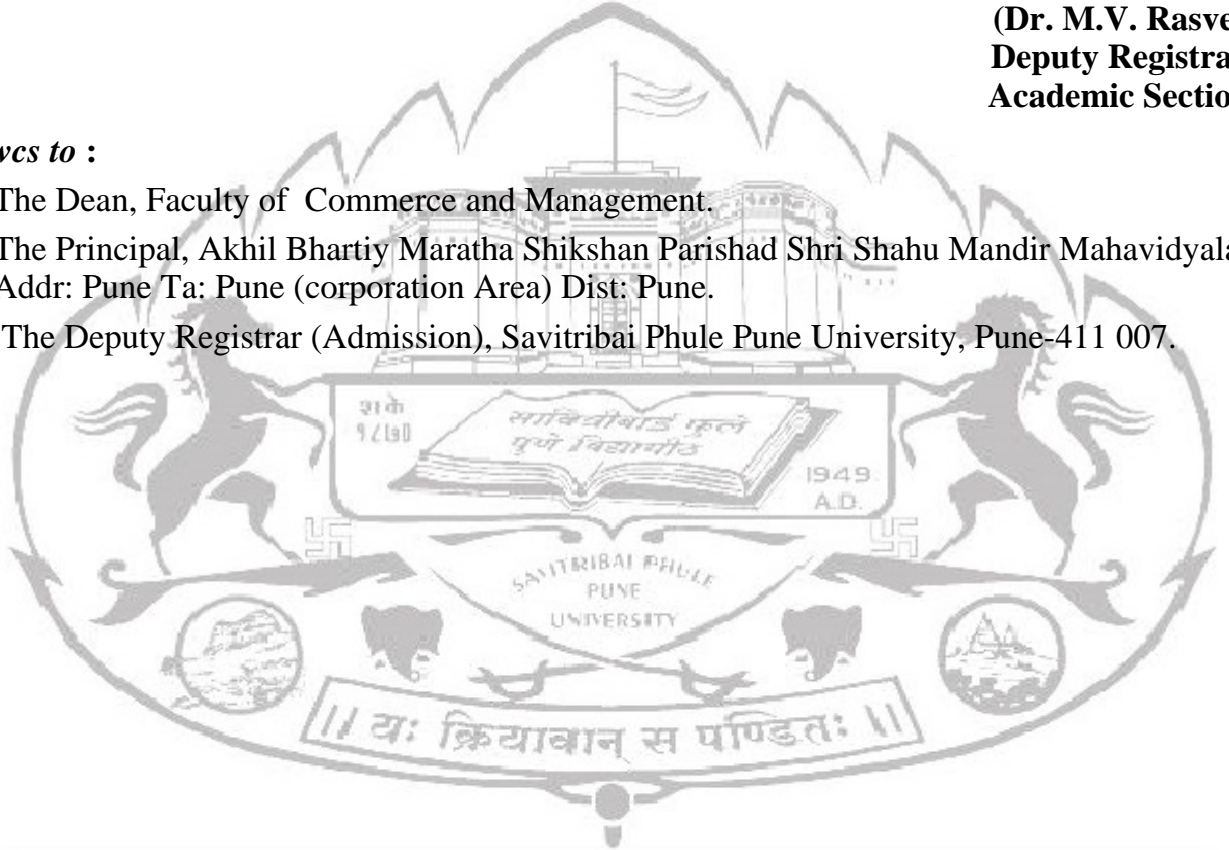 (Dr. M.V. Rasve
Deputy Registra
Academic Sectio
wcs to :
The Dean, Faculty of Commerce and Management.
The Principal, Akhil Bhartiy Maratha Shikshan Parishad Shri Shahu Mandir Mahavidyala
Addr: Pune Ta: Pune (corporation Area) Dist: Pune.
The Deputy Registrar (Admission), Savitribai Phule Pune University, Pune-411 007.
शके
१८७०
सावित्रीबाई फुले
पुणे विद्यापीठ
1949
A.D.
SAVITRIBAI PHULE
PUNE
UNIVERSITY
॥ यः क्रियावान् स पण्डितः ॥